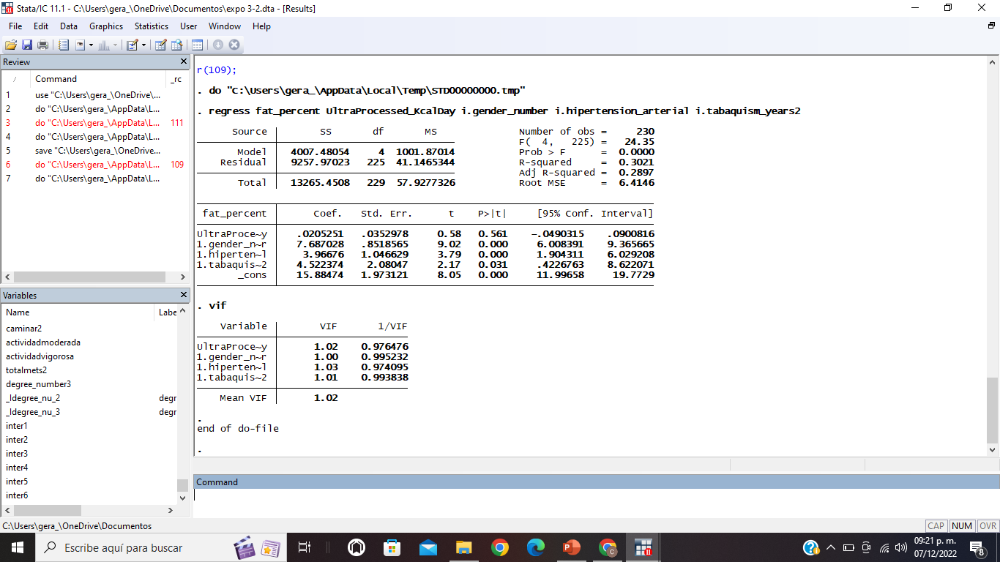 Stata/IC 11.1 - C:\Users\gera_\OneDrive\Documentos\expo 3-2.dta - [Results]
File Edit Data Graphics Statistics User Window Help
Review
Command _rc
1 use "C:\Users\gera_\OneDrive\...
2 do "C:\Users\gera_\AppData\L...
3 do "C:\Users\gera_\AppData\L... 111
4 do "C:\Users\gera_\AppData\L...
5 save "C:\Users\gera_\OneDrive...
6 do "C:\Users\gera_\AppData\L... 109
7 do "C:\Users\gera_\AppData\L...
Variables
Name Labe
caminar2
actividadmoderada
actividadvigorosa
totalmets2
degree_number3
_Idegree_nu_2 degr
_Idegree_nu_3 degr
inter1
inter2
inter3
inter4
inter5
inter6
r(109);
. do "C:\Users\gera_\AppData\Local\Temp\STD00000000.tmp"
. regress fat_percent UltraProcessed_KcalDay i.gender_number i.hipertension_arterial i.tabaquism_years2
Source SS df MS Number of obs = 230
F( 4, 225) = 24.35
Model 4007.48054 4 1001.87014 Prob > F = 0.0000
Residual 9257.97023 225 41.1465344 R-squared = 0.3021
Adj R-squared = 0.2897
Total 13265.4508 229 57.9277326 Root MSE = 6.4146
fat_percent Coef. Std. Err. t P>|t| [95% Conf. Interval]
UltraProce~y .0205251 .0352978 0.58 0.561 -.0490315 .0900816
1.gender_n~r 7.687028 .8518565 9.02 0.000 6.008391 9.365665
1.hiperten~l 3.96676 1.046629 3.79 0.000 1.904311 6.029208
1.tabaquis~2 4.522374 2.08047 2.17 0.031 .4226763 8.622071
_cons 15.88474 1.973121 8.05 0.000 11.99658 19.7729
. vif
Variable VIF 1/VIF
UltraProce~y 1.02 0.976476
1.gender_n~r 1.00 0.995232
1.hiperten~l 1.03 0.974095
1.tabaquis~2 1.01 0.993838
Mean VIF 1.02
.
end of do-file
.
Command
C:\Users\gera_\OneDrive\Documentos CAP NUM OVR
Escribe aquí para buscar
09:21 p. m.
07/12/2022
8